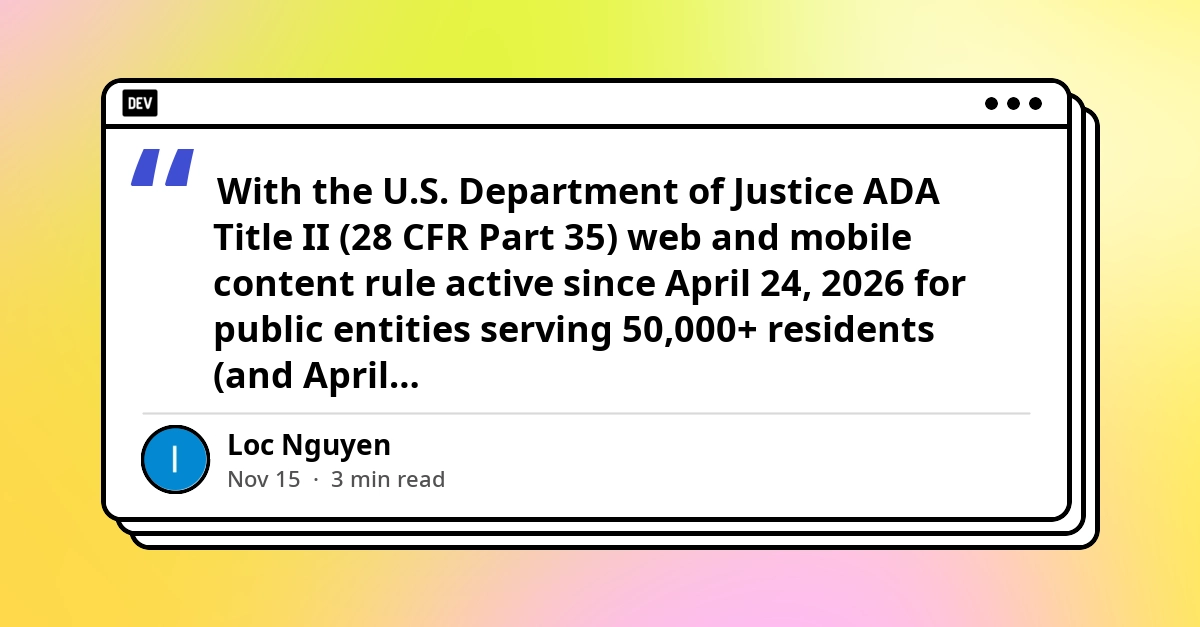 DEV
“ With the U.S. Department of Justice ADA
Title II (28 CFR Part 35) web and mobile
content rule active since April 24, 2026 for
public entities serving 50,000+ residents
(and April...
l
Loc Nguyen
Nov 15 · 3 min read